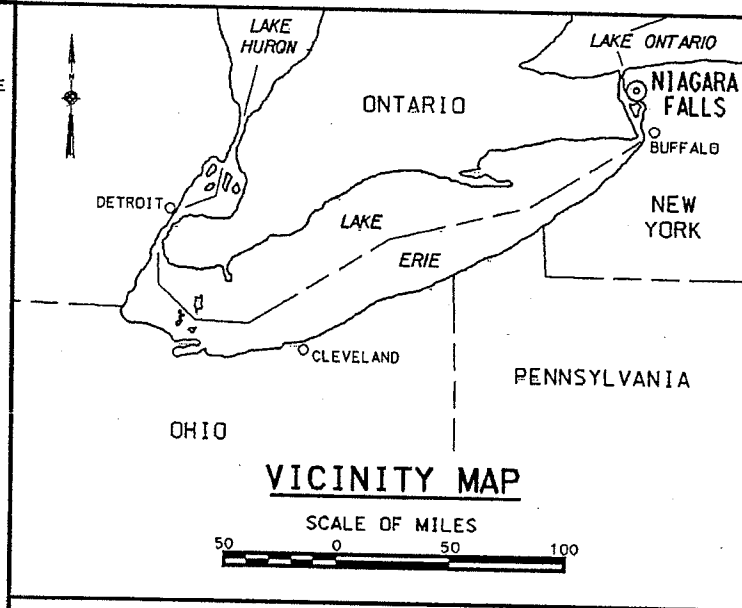 LAKE
HURON
LAKE ONTARIO
NIAGARA
FALLS
ONTARIO
BUFFALO
N
DETROIT
NEW
YORK
LAKE
ERIE
CLEVELAND
PENNSYLVANIA
OHIO
VICINITY MAP
SCALE OF MILES
50 0 50 100
E